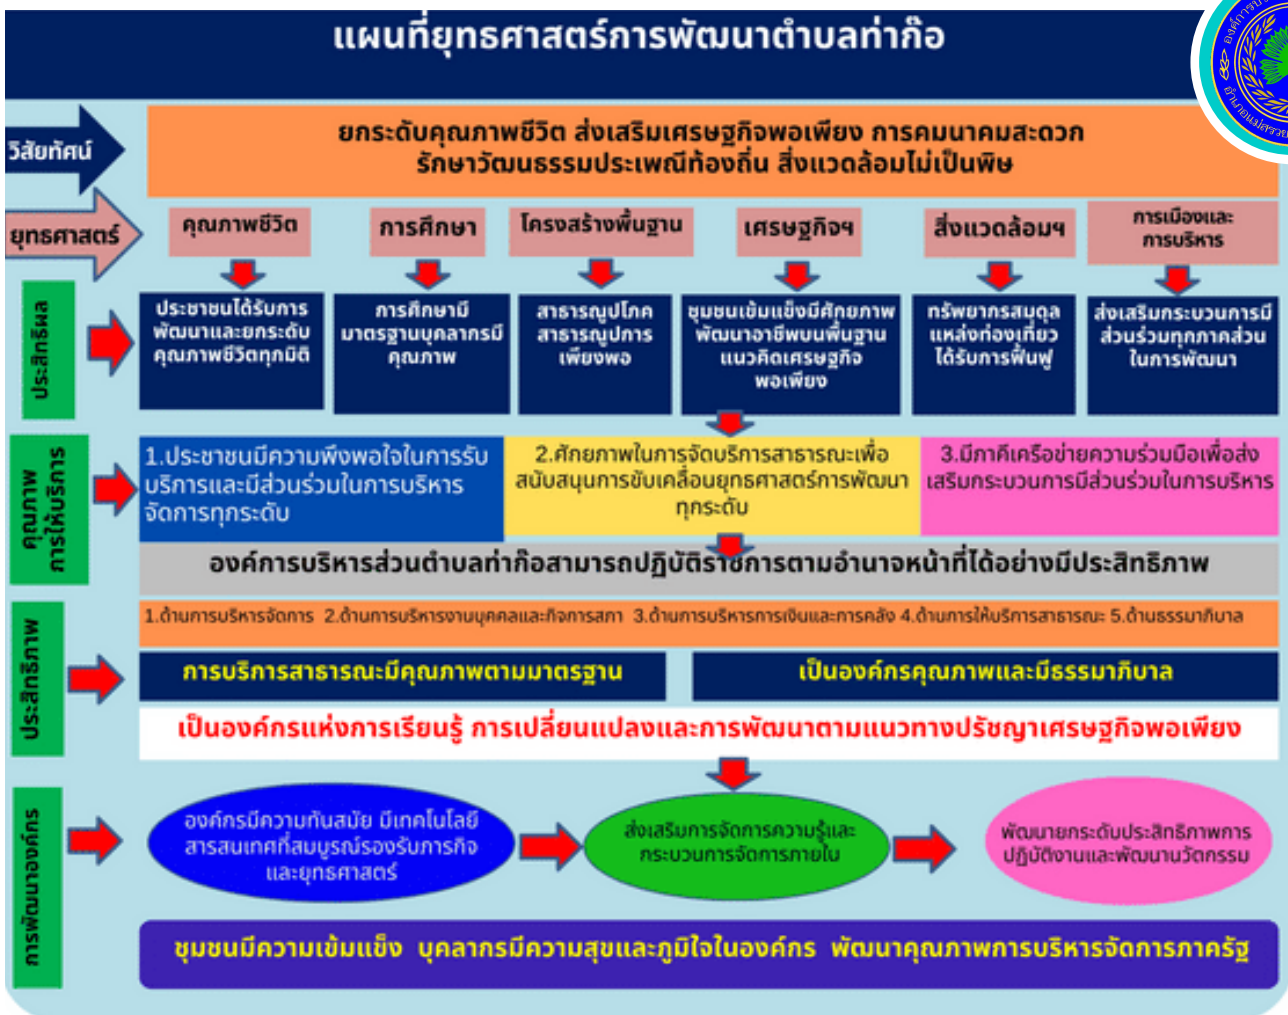 แผนที่ยุทธศาสตร์การพัฒนาตำบลท่าก๊อ
วิสัยทัศน์
ยกระดับคุณภาพชีวิต ส่งเสริมเศรษฐกิจพอเพียง การคมนาคมสะดวก
รักษาวัฒนธรรมประเพณีท้องถิ่น สิ่งแวดล้อมไม่เป็นพิษ
ยุทธศาสตร์
คุณภาพชีวิต
การศึกษา
โครงสร้างพื้นฐาน
เศรษฐกิจฯ
สิ่งแวดล้อมฯ
การเมืองและ
การบริหาร
ประสิทธิผล
ประชาชนได้รับการ
พัฒนาและยกระดับ
คุณภาพชีวิตทุกมิติ
การศึกษามี
มาตรฐานบุคลากรมี
คุณภาพ
สาธารณูปโภค
สาธารณูปการ
เพียงพอ
ชุมชนเข้มแข็งมีศักยภาพ
พัฒนาอาชีพบนพื้นฐาน
แนวคิดเศรษฐกิจ
พอเพียง
ทรัพยากรสมดุล
แหล่งท่องเที่ยว
ได้รับการฟื้นฟู
ส่งเสริมกระบวนการมี
ส่วนร่วมทุกภาคส่วน
ในการพัฒนา
คุณภาพ
การให้บริการ
1.ประชาชนมีความพึงพอใจในการรับ
บริการและมีส่วนร่วมในการบริหาร
จัดการทุกระดับ
2.ศักยภาพในการจัดบริการสาธารณะเพื่อ
สนับสนุนการขับเคลื่อนยุทธศาสตร์การพัฒนา
ทุกระดับ
3.มีภาคีเครือข่ายความร่วมมือเพื่อส่ง
เสริมกระบวนการมีส่วนร่วมในการบริหาร
องค์การบริหารส่วนตำบลท่าก๊อสามารถปฏิบัติราชการตามอำนาจหน้าที่ได้อย่างมีประสิทธิภาพ
ประสิทธิภาพ
1.ด้านการบริหารจัดการ 2.ด้านการบริหารงานบุคคลและกิจการสภา 3.ด้านการบริหารการเงินและการคลัง 4.ด้านการให้บริการสาธารณะ 5.ด้านธรรมาภิบาล
การบริการสาธารณะมีคุณภาพตามมาตรฐาน
เป็นองค์กรคุณภาพและมีธรรมาภิบาล
เป็นองค์กรแห่งการเรียนรู้ การเปลี่ยนแปลงและการพัฒนาตามแนวทางปรัชญาเศรษฐกิจพอเพียง
การพัฒนาองค์กร
องค์กรมีความทันสมัย มีเทคโนโลยี
สารสนเทศที่สมบูรณ์รองรับภารกิจ
และยุทธศาสตร์
ส่งเสริมการจัดการความรู้และ
กระบวนการจัดการภายใน
พัฒนายกระดับประสิทธิภาพการ
ปฏิบัติงานและพัฒนานวัตกรรม
ชุมชนมีความเข้มแข็ง บุคลากรมีความสุขและภูมิใจในองค์กร พัฒนาคุณภาพการบริหารจัดการภาครัฐ